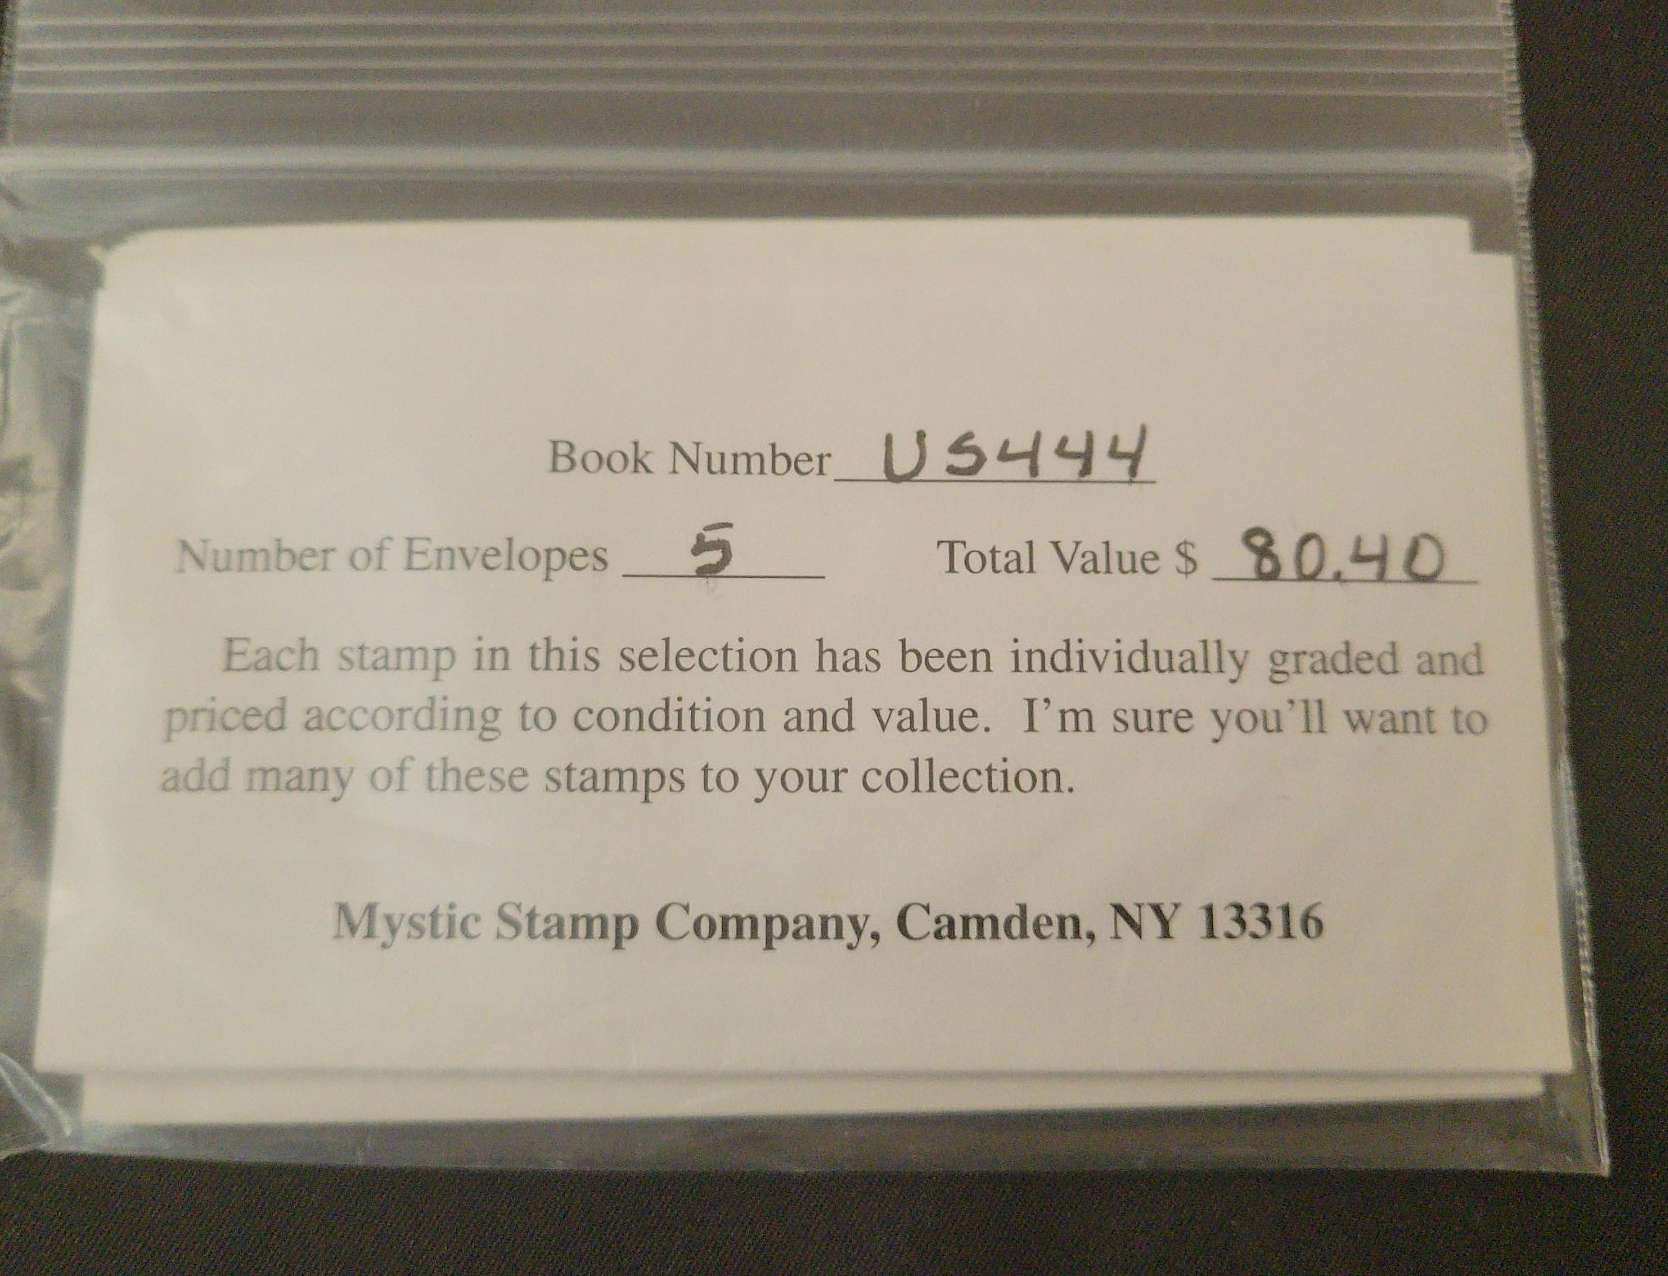 Book Number US444
Number of Envelopes 5 Total Value $ 80.40
Each stamp in this selection has been individually graded and
priced according to condition and value. I'm sure you'll want to
add many of these stamps to your collection.
Mystic Stamp Company, Camden, NY 13316